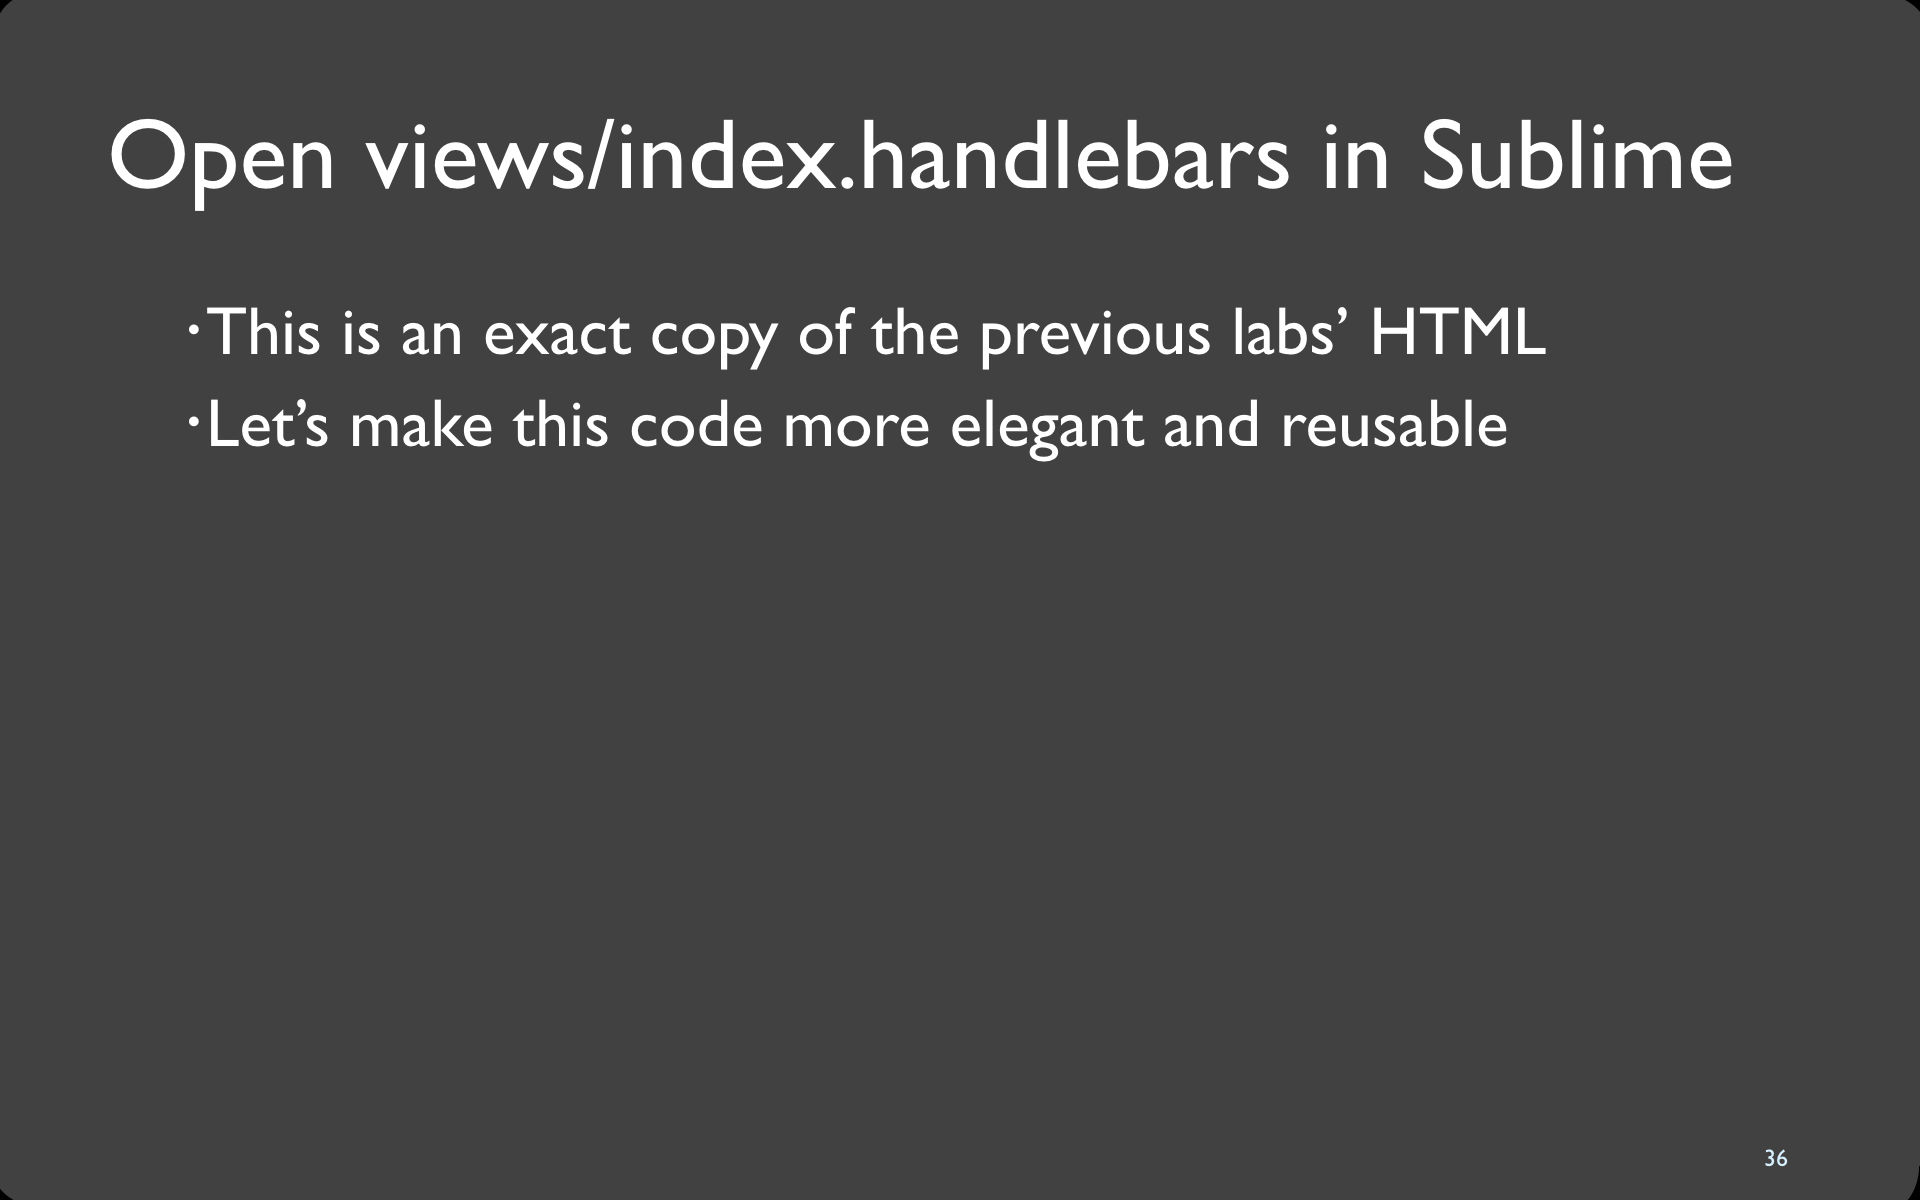 Open views/index.handlebars in Sublime
·This is an exact copy of the previous labs’ HTML
·Let’s make this code more elegant and reusable
36